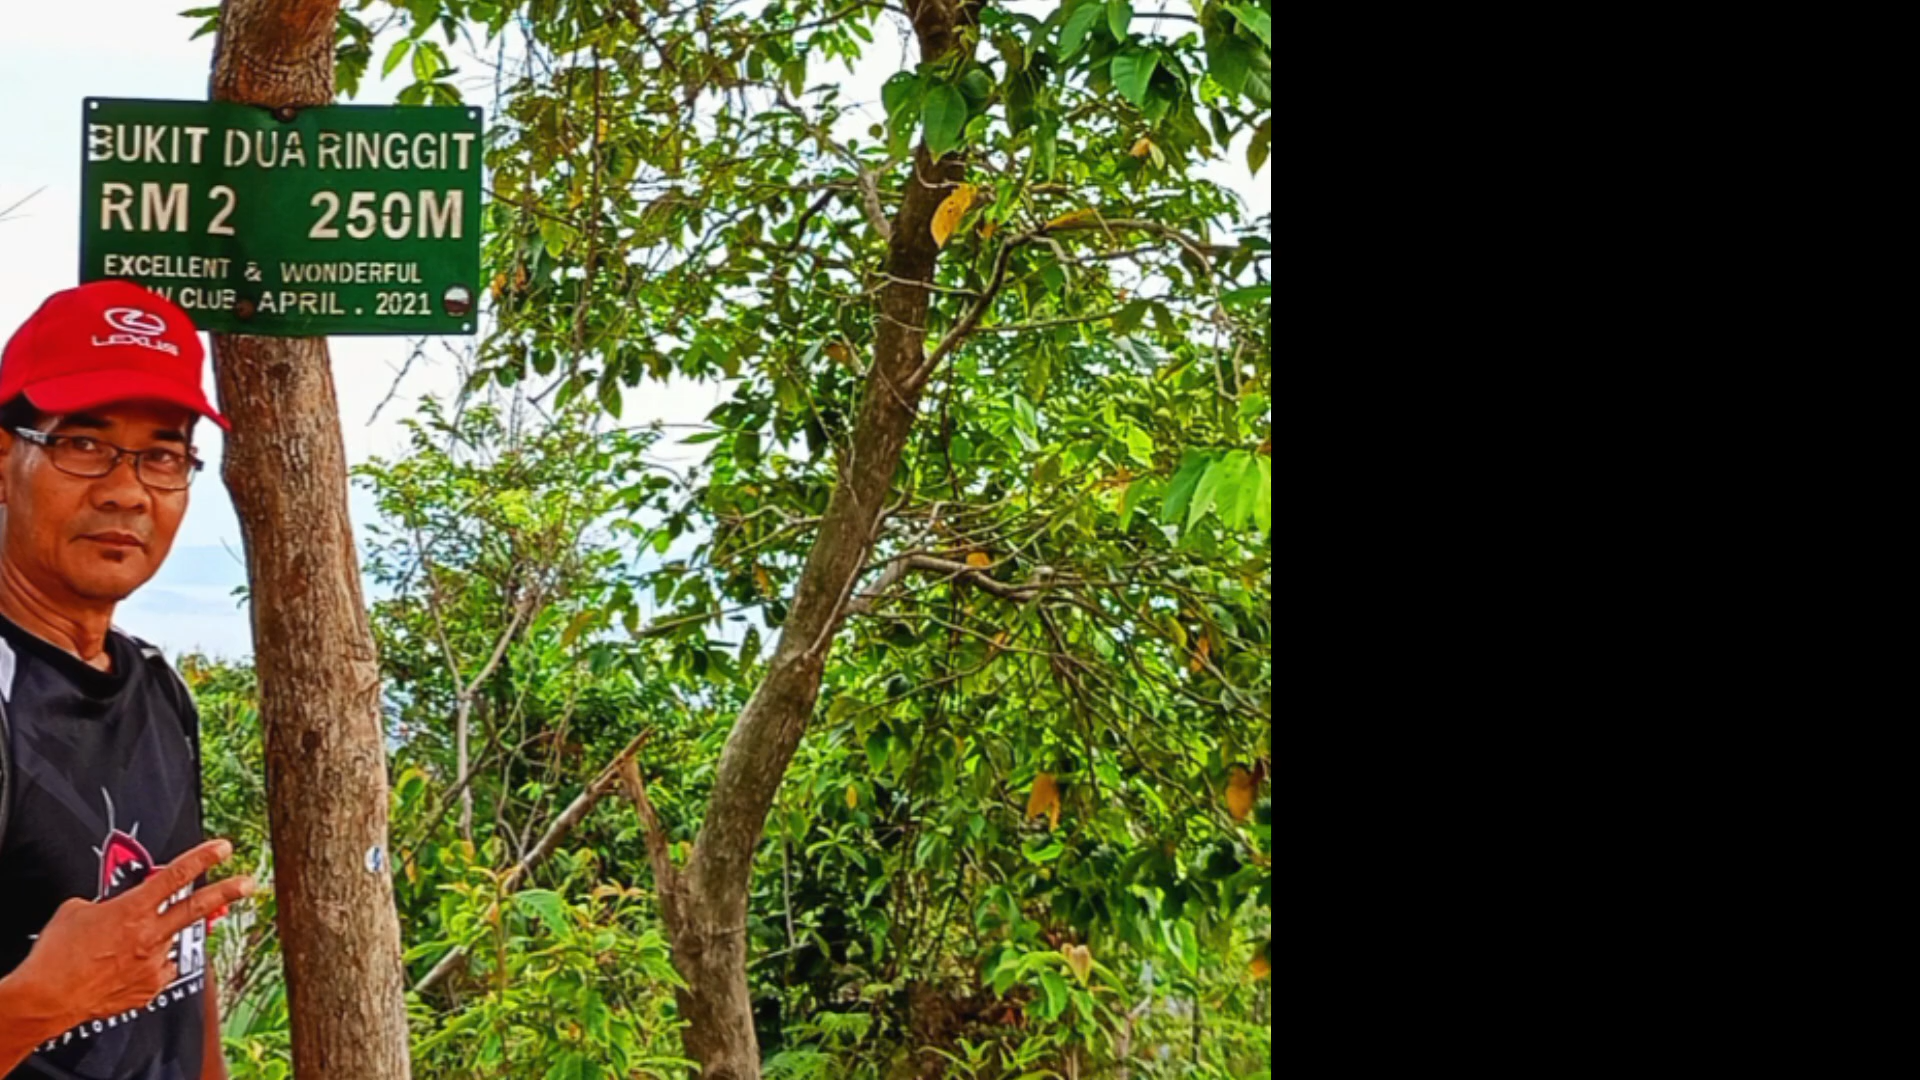 BUKIT DUA RINGGIT
RM 2 250M
EXCELLENT & WONDERFUL
CLUB APRIL . 2021
LEXUS